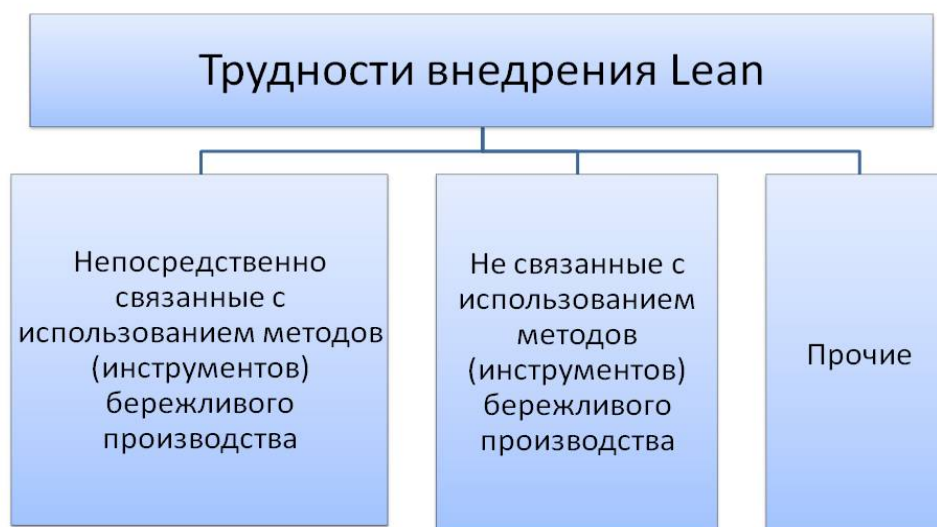 Трудности внедрения Lean
Непосредственно
связанные с
использованием методов
(инструментов)
бережливого
производства
Не связанные с
использованием
методов
(инструментов)
бережливого
производства
Прочие